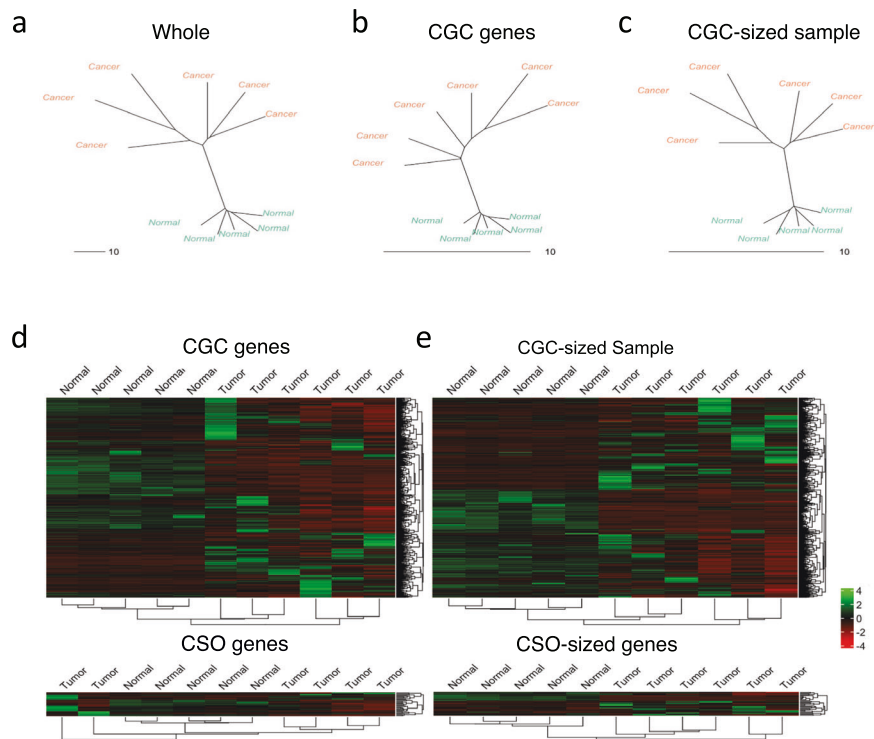 a
Whole
b
CGC genes
c
CGC-sized sample
Cancer
Cancer
Cancer
Cancer
Cancer
Cancer
Normal
Normal
Normal
Normal
Normal
10
Cancer
Cancer
Cancer
Cancer
Cancer
Cancer
Normal
Normal
Normal
Normal
Normal
10
Cancer
Cancer
Cancer
Cancer
Cancer
Cancer
Normal
Normal
Normal
Normal
Normal
10
d
CGC genes
Normal Normal Normal Normal Normal Tumor Tumor Tumor Tumor Tumor Tumor
e
CGC-sized Sample
Normal Normal Normal Normal Normal Tumor Tumor Tumor Tumor Tumor Tumor
4
2
0
-2
-4
CSO genes
Tumor Tumor Normal Normal Normal Normal Normal Tumor Tumor Tumor Tumor
CSO-sized genes
Normal Normal Normal Normal Normal Tumor Tumor Tumor Tumor Tumor Tumor